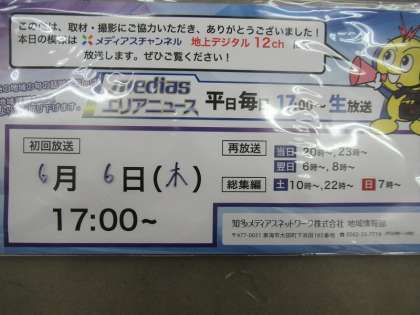 この度は、取材・撮影にご協力いただき、ありがとうございました！
本日の模様は メディアスチャンネル 地上デジタル 12ch
放送します。ぜひご覧ください！
medias
エリアニュース 平日毎日 17:00～生放送
初回放送
6月 6日(木)
17:00～
再放送
当日 20時～、23時～
翌日 6時～、8時～
総集編 土 10時～、22時～ 日 7時～
知多メディアスネットワーク株式会社 地域情報部